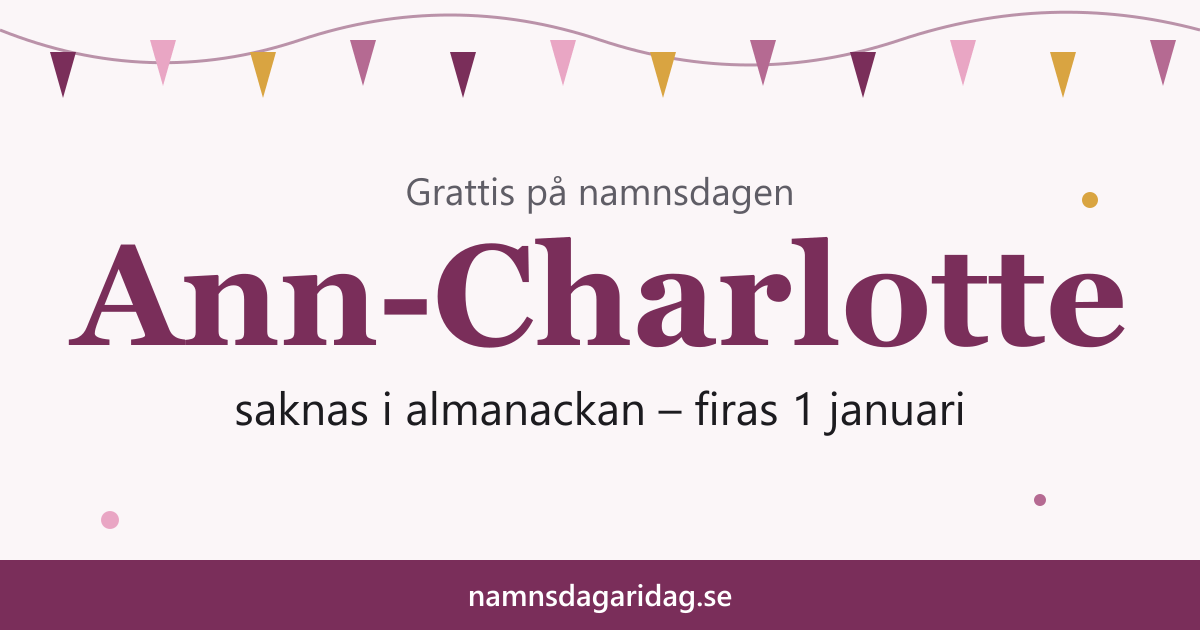 Grattis på namnsdagen
Ann-Charlotte
saknas i almanackan – firas 1 januari
namnsdagaridag.se